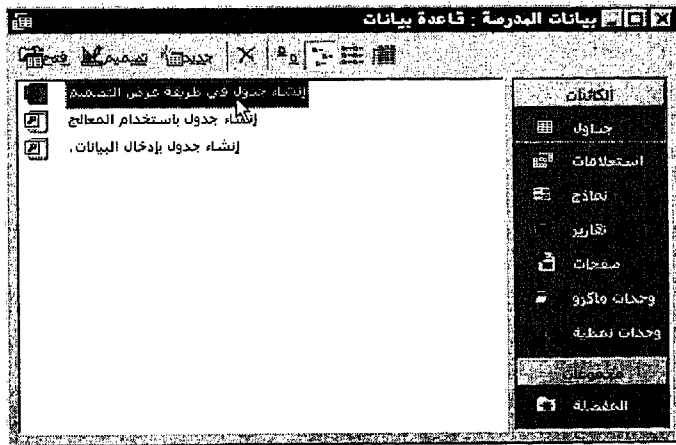 بيانات المدرسة : قاعدة بيانات
فتح تصميم جديد
إنشاء جدول في طريقة عرض التصميم
إنشاء جدول باستخدام المعالج
إنشاء جدول بإدخال البيانات.
الكائنات
جداول
استعلامات
نماذج
تقارير
صفحات
وحدات ماكرو
وحدات نمطية
مجموعات
المفضلة